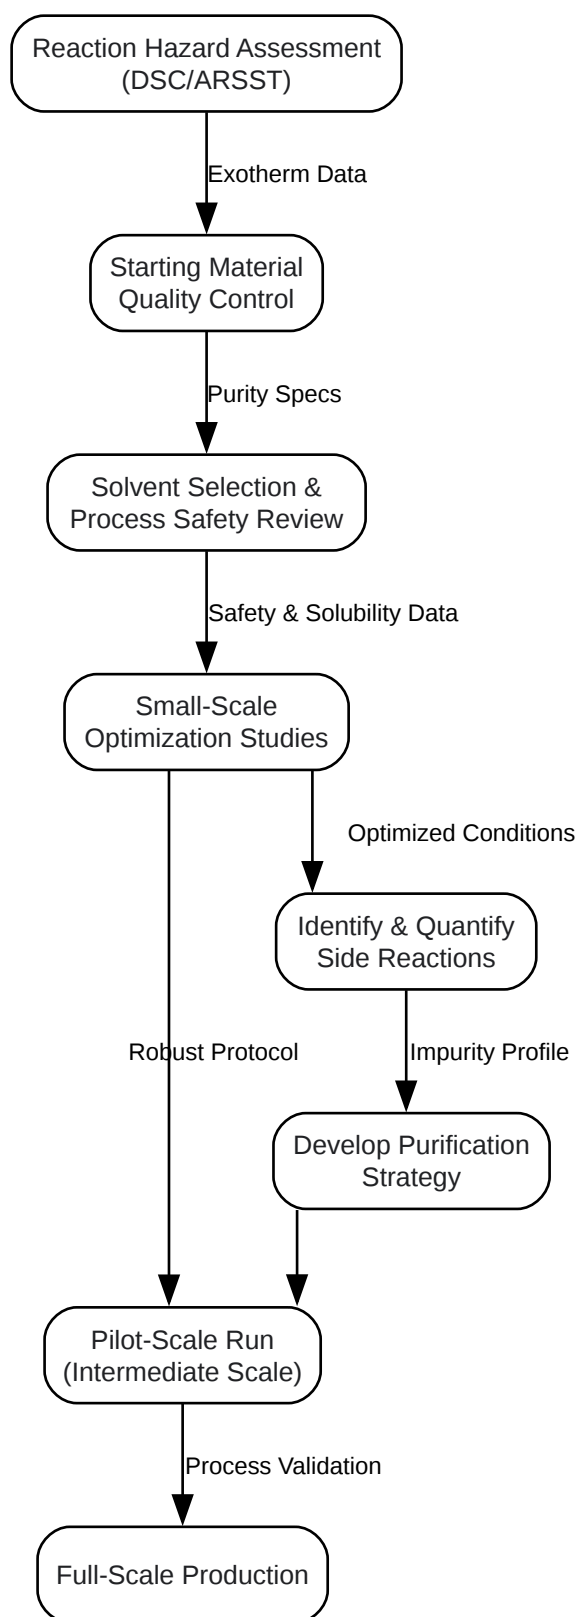 Reaction Hazard Assessment
(DSC/ARSST)
Exotherm Data
Starting Material
Quality Control
Purity Specs
Solvent Selection &
Process Safety Review
Safety & Solubility Data
Small-Scale
Optimization Studies
Optimized Conditions
Identify & Quantify
Side Reactions
Robust Protocol
Impurity Profile
Develop Purification
Strategy
Pilot-Scale Run
(Intermediate Scale)
Process Validation
Full-Scale Production